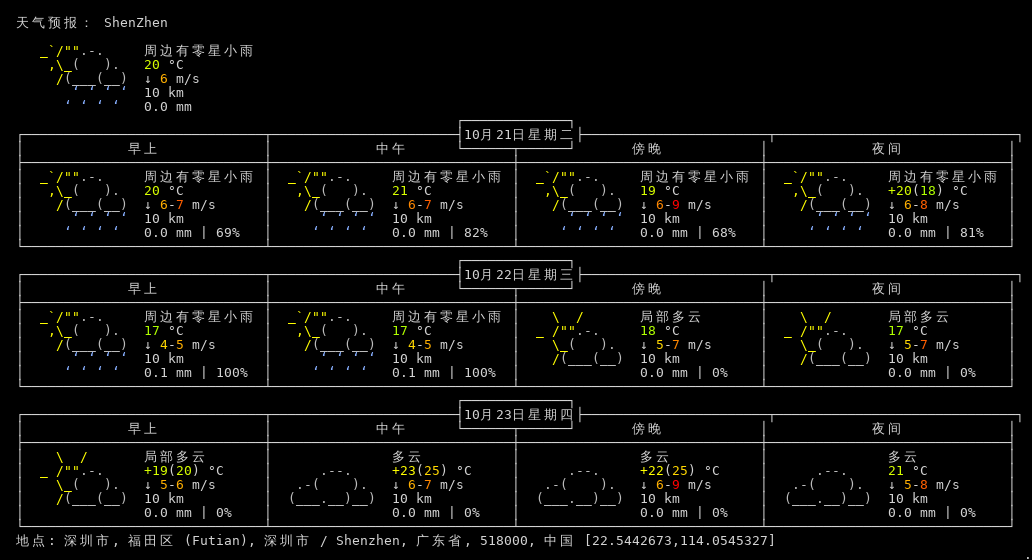 天气预报： ShenZhen
周边有零星小雨
20 °C
↓ 6 m/s
10 km
0.0 mm
10月21日星期二
早上 中午 傍晚 夜间
周边有零星小雨 周边有零星小雨 周边有零星小雨 周边有零星小雨
20 °C 21 °C 19 °C +20(18) °C
↓ 6-7 m/s ↓ 6-7 m/s ↓ 6-9 m/s ↓ 6-8 m/s
10 km 10 km 10 km 10 km
0.0 mm | 69% 0.0 mm | 82% 0.0 mm | 68% 0.0 mm | 81%
10月22日星期三
早上 中午 傍晚 夜间
周边有零星小雨 周边有零星小雨 局部多云 局部多云
17 °C 17 °C 18 °C 17 °C
↓ 4-5 m/s ↓ 4-5 m/s ↓ 5-7 m/s ↓ 5-7 m/s
10 km 10 km 10 km 10 km
0.1 mm | 100% 0.1 mm | 100% 0.0 mm | 0% 0.0 mm | 0%
10月23日星期四
早上 中午 傍晚 夜间
局部多云 多云 多云 多云
+19(20) °C +23(25) °C +22(25) °C 21 °C
↓ 5-6 m/s ↓ 6-7 m/s ↓ 6-9 m/s ↓ 5-8 m/s
10 km 10 km 10 km 10 km
0.0 mm | 0% 0.0 mm | 0% 0.0 mm | 0% 0.0 mm | 0%
地点: 深圳市, 福田区 (Futian), 深圳市 / Shenzhen, 广东省, 518000, 中国 [22.5442673,114.0545327]